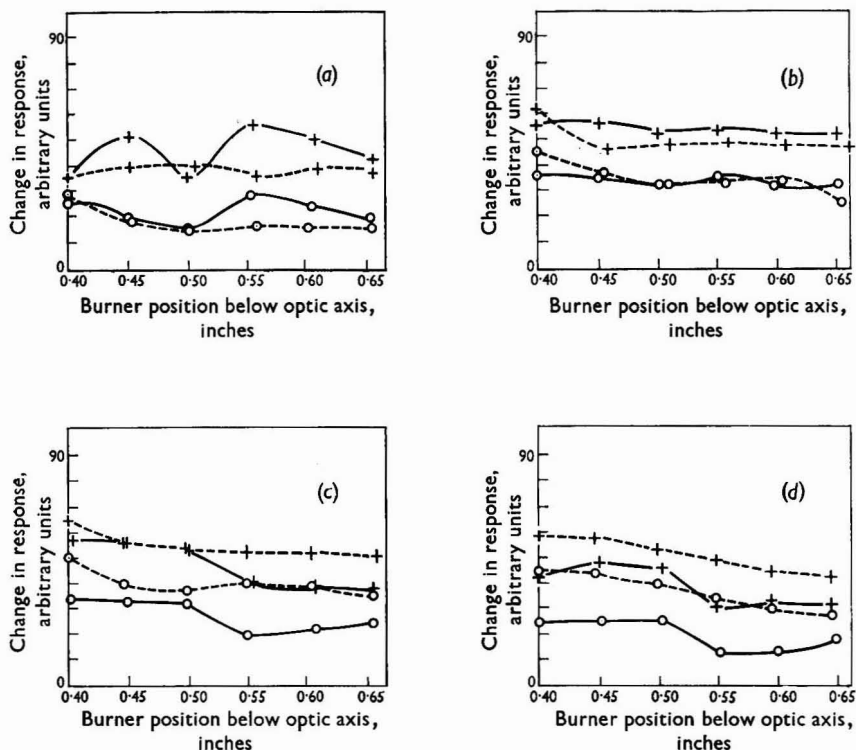 90
Change in response,
arbitrary units
0
(a)
0·40 0·45 0·50 0·55 0·60 0·65
Burner position below optic axis,
inches
90
Change in response,
arbitrary units
0
(b)
0·40 0·45 0·50 0·55 0·60 0·65
Burner position below optic axis,
inches
90
Change in response,
arbitrary units
0
(c)
0·40 0·45 0·50 0·55 0·60 0·65
Burner position below optic axis,
inches
90
Change in response,
arbitrary units
0
(d)
0·40 0·45 0·50 0·55 0·60 0·65
Burner position below optic axis,
inches